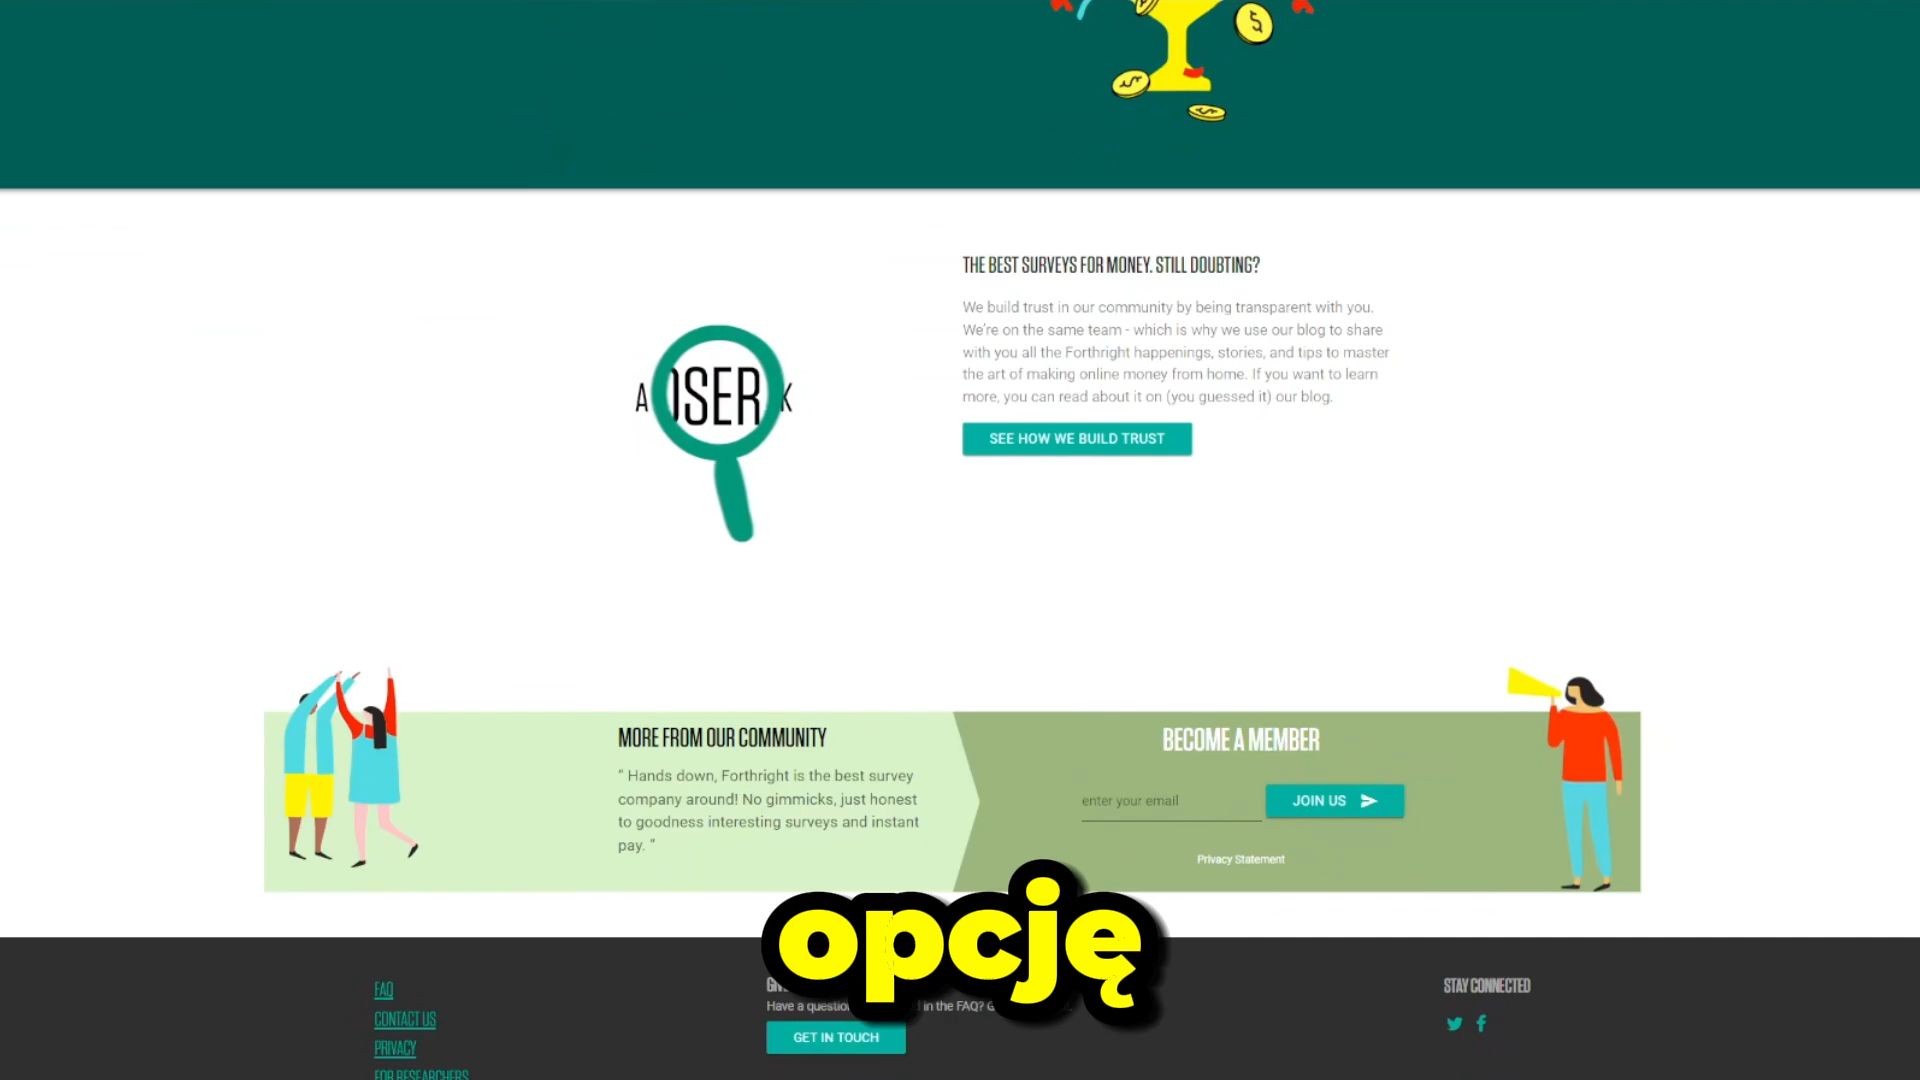 THE BEST SURVEYS FOR MONEY. STILL DOUBTING?
We build trust in our community by being transparent with you.
We're on the same team - which is why we use our blog to share
with you all the Forthright happenings, stories, and tips to master
the art of making online money from home. If you want to learn
more, you can read about it on (you guessed it) our blog.
SEE HOW WE BUILD TRUST
A OSER K
MORE FROM OUR COMMUNITY
" Hands down, Forthright is the best survey
company around! No gimmicks, just honest
to goodness interesting surveys and instant
pay. "
BECOME A MEMBER
enter your email
JOIN US
Privacy Statement
opcję
FAQ
CONTACT US
PRIVACY
FOR RESEARCHERS
Have a question in the FAQ?
GET IN TOUCH
STAY CONNECTED